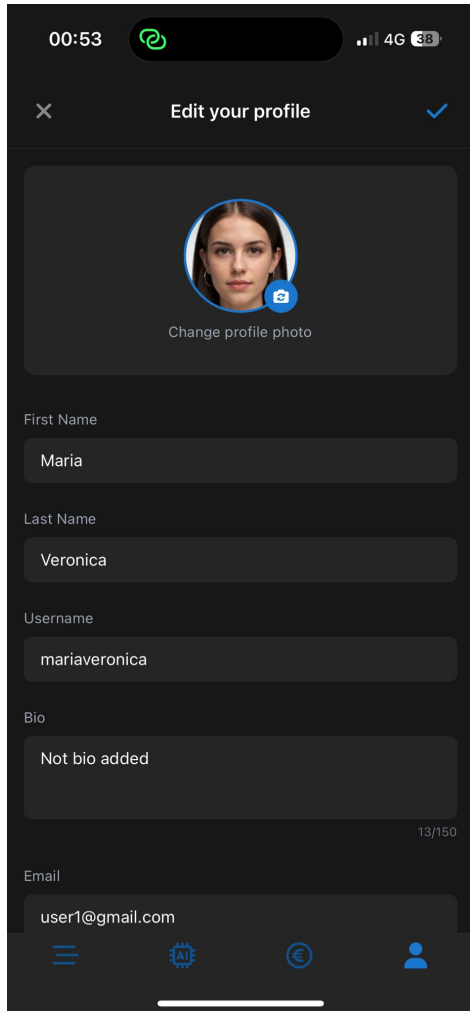 00:53
4G 38
Edit your profile
Change profile photo
First Name
Maria
Last Name
Veronica
Username
mariaveronica
Bio
Not bio added
13/150
Email
user1@gmail.com
AI
€